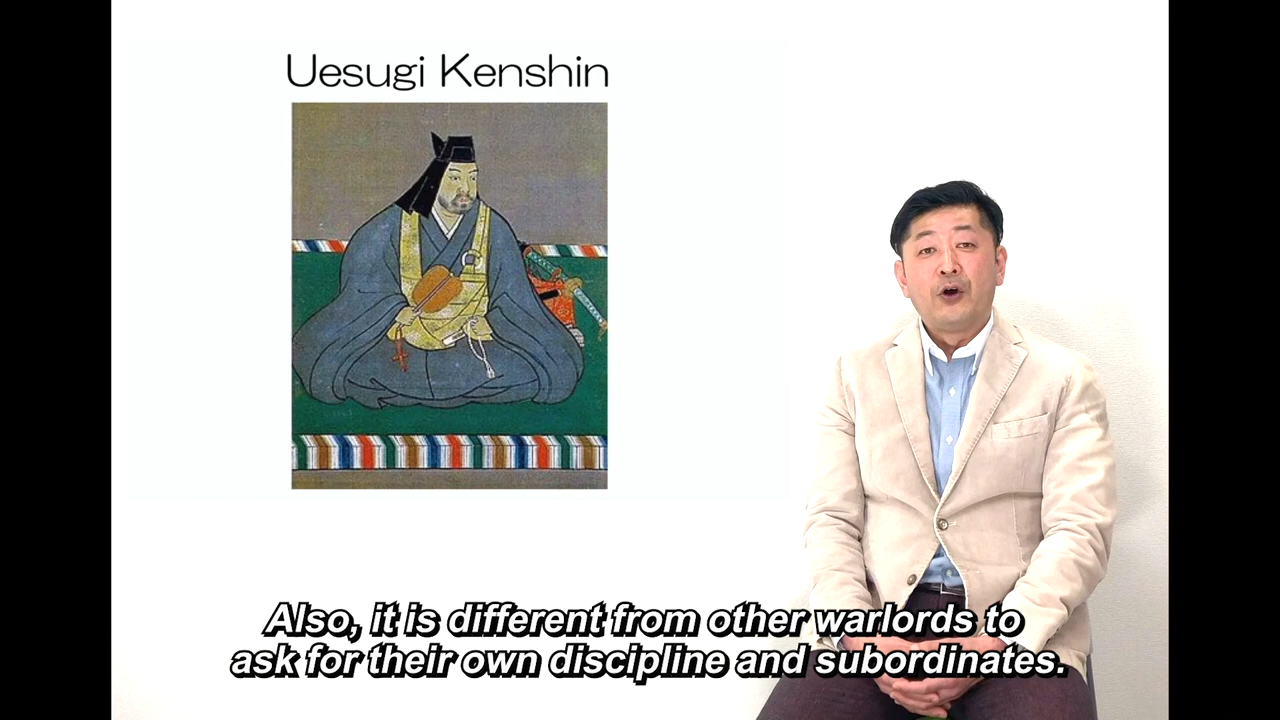 Uesugi Kenshin
Also, it is different from other warlords to
ask for their own discipline and subordinates.